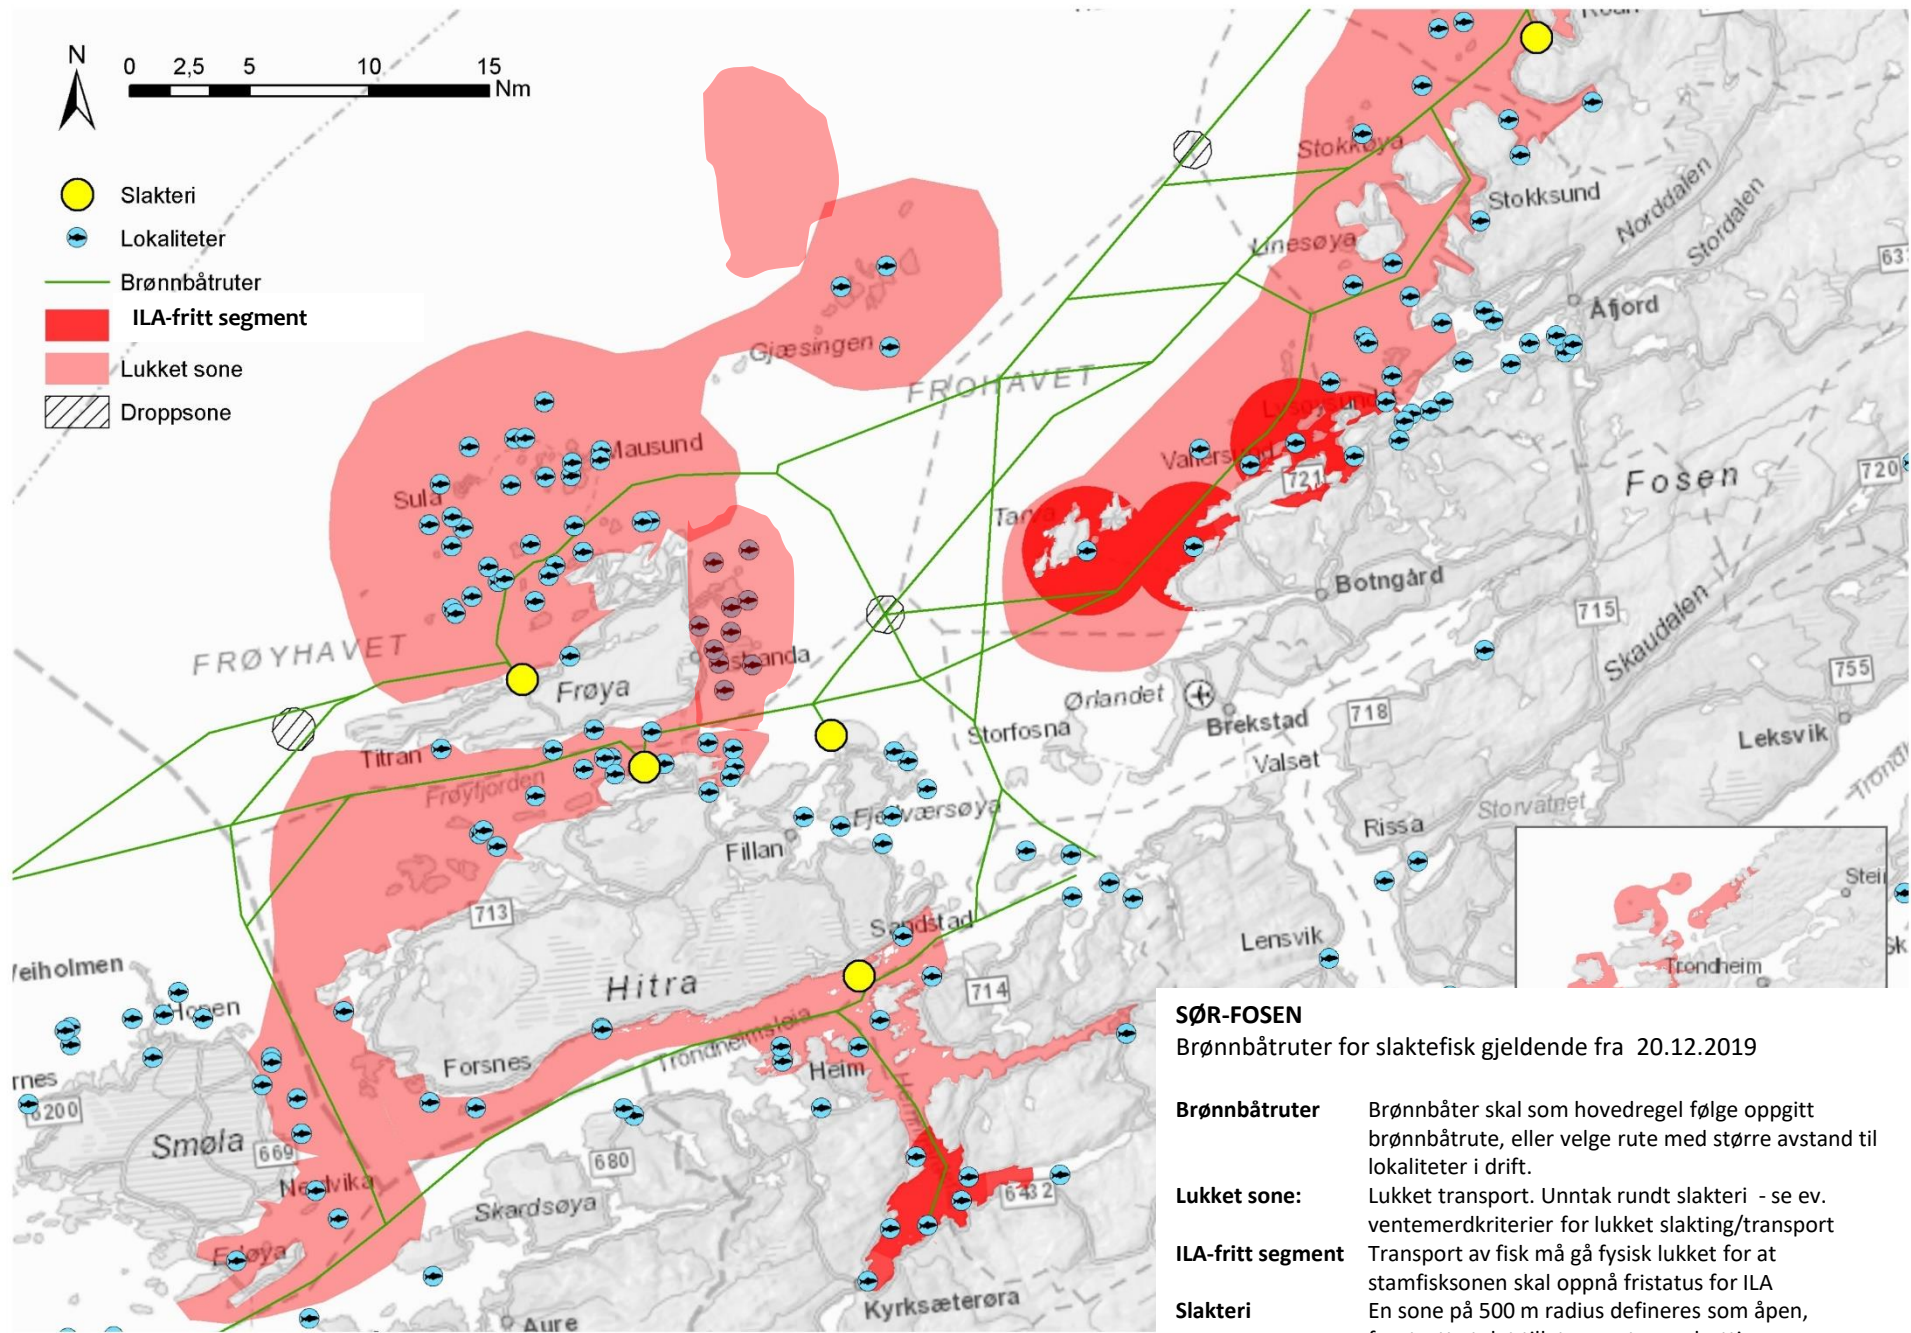 N
0 2,5 5 10 15
Nm
Slakteri
Lokaliteter
Brønnbåtruter
ILA-fritt segment
Lukket sone
Droppsone
Stokkøya
Stokksund
Norddalen
Stordalen
Linesøya
Åfjord
Gjæsingen
FROHAVET
Mausund
Sula
721
Fosen
720
Tarva
Botngård
715
Skaudalen
FRØYHAVET
Frøya
755
Ørlandet
Brekstad
718
Storfosna
Leksvik
Titran
Valset
Frøyfjorden
Storvatnet
Fjellværsøya
Rissa
Fillan
713
Sandstad
Lensvik
Trondheim
Hitra
714
Hopen
Trondheimsleia
Forsnes
Heim
6200
Smøla
669
680
6432
Nedvika
Skardsøya
Edøya
Kyrksæterøra
Aure
SØR-FOSEN
Brønnbåtruter for slaktefisk gjeldende fra 20.12.2019
Brønnbåtruter Brønnbåter skal som hovedregel følge oppgitt
brønnbåtrute, eller velge rute med større avstand til
lokaliteter i drift.
Lukket sone: Lukket transport. Unntak rundt slakteri - se ev.
ventemerdkriterier for lukket slakting/transport
ILA-fritt segment Transport av fisk må gå fysisk lukket for at
stamfisksonen skal oppnå fristatus for ILA
Slakteri En sone på 500 m radius defineres som åpen,